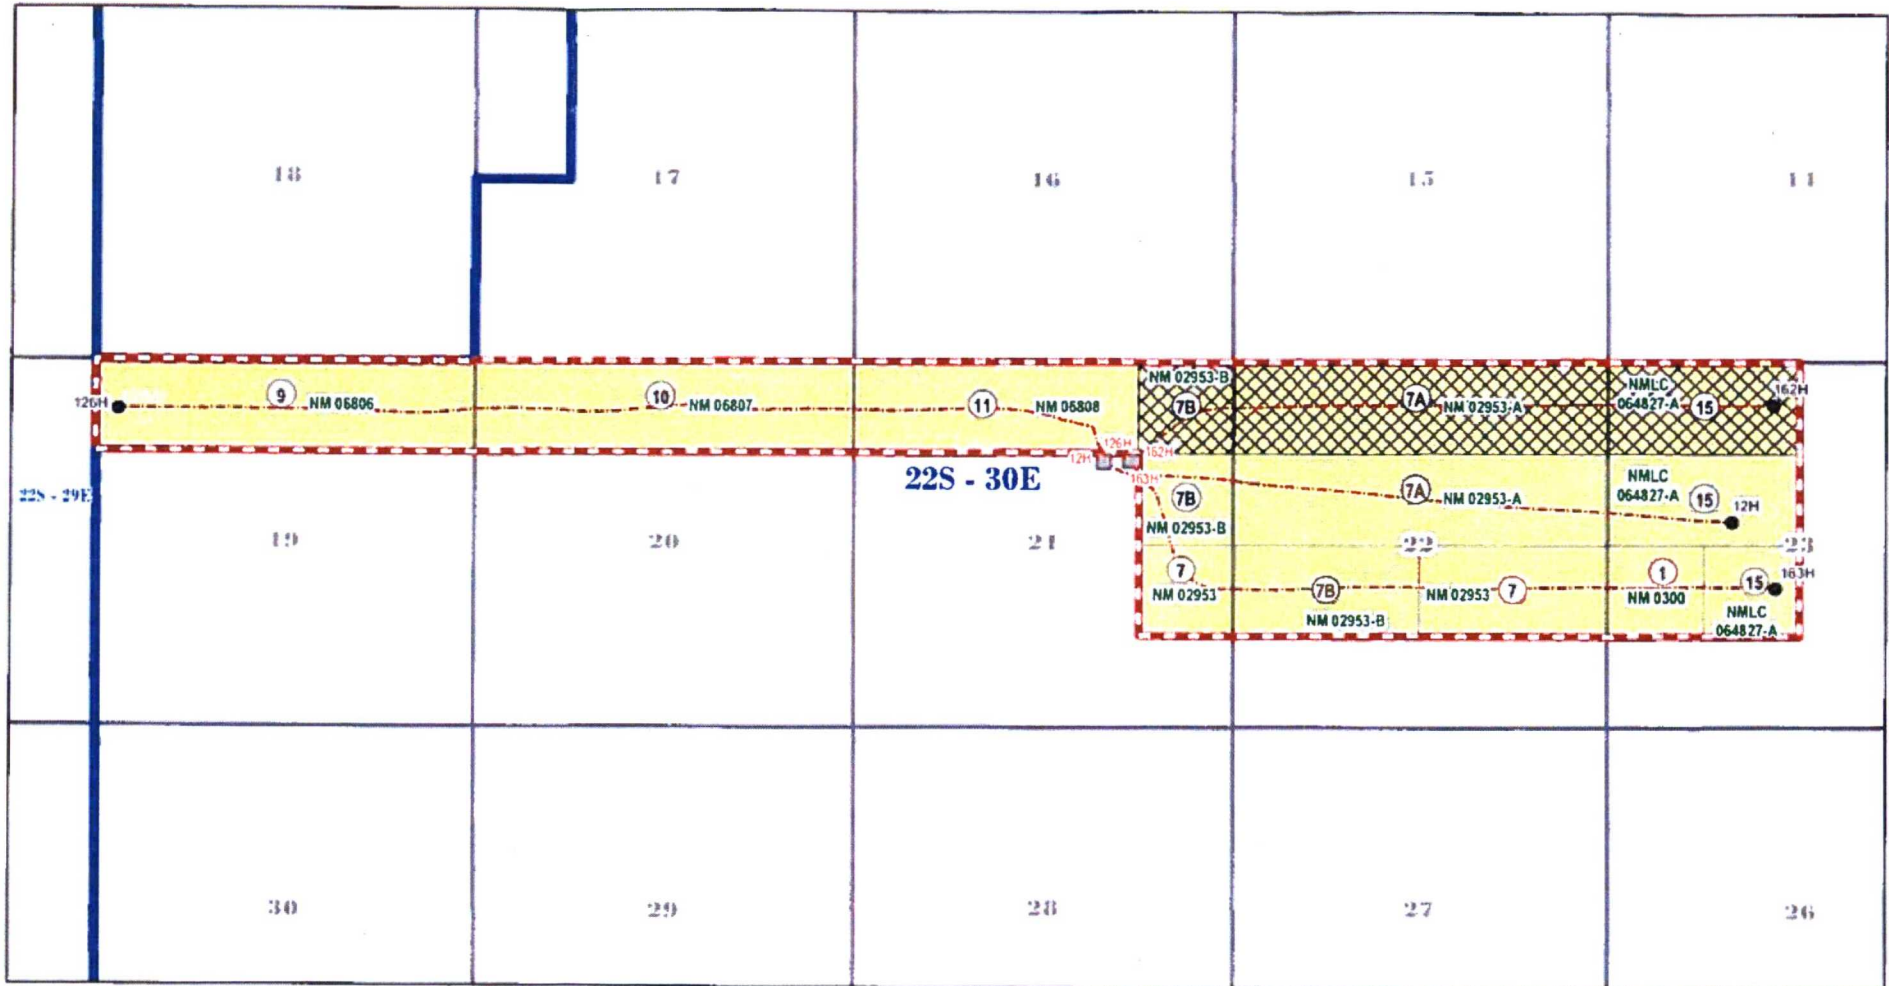 18
17
16
15
14
NM 02953-B
NMLC
064827-A
162H
126H
9
NM 06806
10
NM 06807
11
NM 06808
7B
7A
NM 02953-A
15
126H
12H
162H
163H
22S - 30E
22S - 29E
7B
NM 02953-B
7A
NM 02953-A
NMLC
064827-A
15
12H
19
20
21
22
23
7
NM 02953
7B
NM 02953-B
NM 02953
7
1
NM 0300
15
163H
NMLC
064827-A
30
29
28
27
26